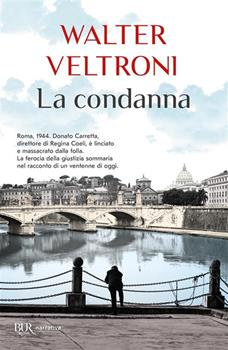 WALTER
VELTRONI
La condanna
Roma, 1944. Donato Carretta,
direttore di Regina Coeli, è linciato
e massacrato dalla folla.
La ferocia della giustizia sommaria
nel racconto di un ventenne di oggi.
BUR narrativa